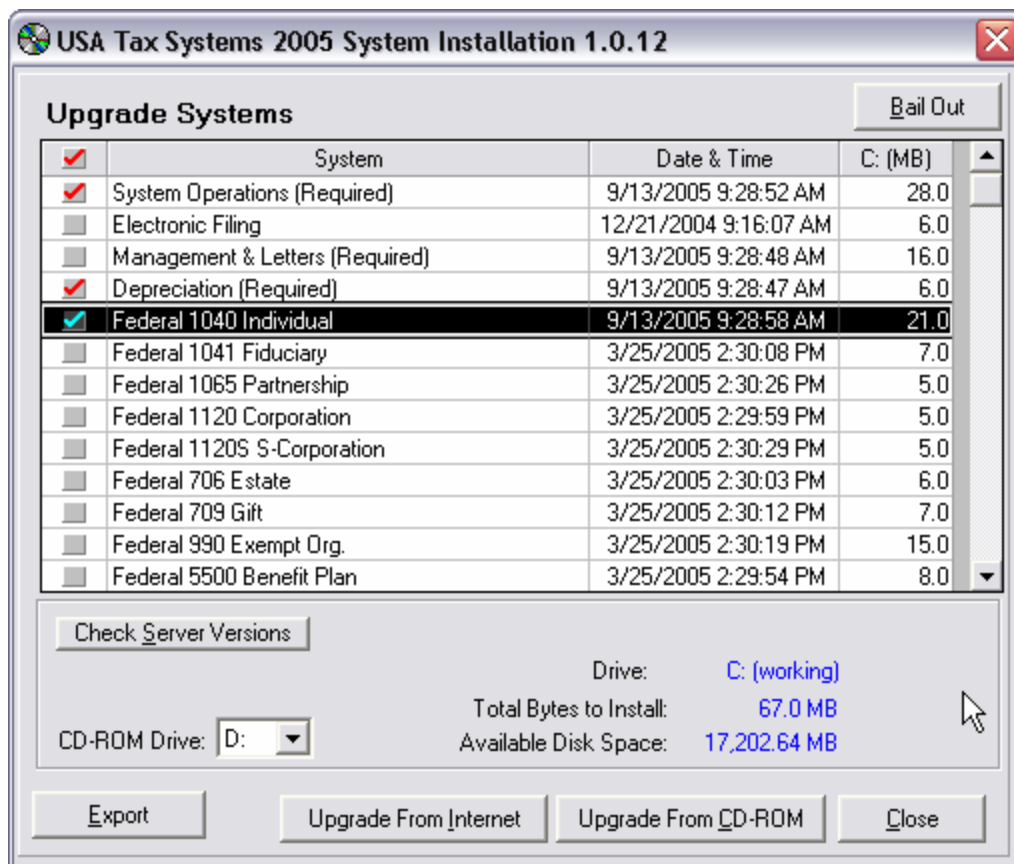 USA Tax Systems 2005 System Installation 1.0.12
Upgrade Systems
Bail Out
System Date & Time C: (MB)
System Operations (Required) 9/13/2005 9:28:52 AM 28.0
Electronic Filing 12/21/2004 9:16:07 AM 6.0
Management & Letters (Required) 9/13/2005 9:28:48 AM 16.0
Depreciation (Required) 9/13/2005 9:28:47 AM 6.0
Federal 1040 Individual 9/13/2005 9:28:58 AM 21.0
Federal 1041 Fiduciary 3/25/2005 2:30:08 PM 7.0
Federal 1065 Partnership 3/25/2005 2:30:26 PM 5.0
Federal 1120 Corporation 3/25/2005 2:29:59 PM 5.0
Federal 1120S S-Corporation 3/25/2005 2:30:29 PM 5.0
Federal 706 Estate 3/25/2005 2:30:03 PM 6.0
Federal 709 Gift 3/25/2005 2:30:12 PM 7.0
Federal 990 Exempt Org. 3/25/2005 2:30:19 PM 15.0
Federal 5500 Benefit Plan 3/25/2005 2:29:54 PM 8.0
Check Server Versions
Drive: C: (working)
Total Bytes to Install: 67.0 MB
CD-ROM Drive: D: Available Disk Space: 17,202.64 MB
Export Upgrade From Internet Upgrade From CD-ROM Close